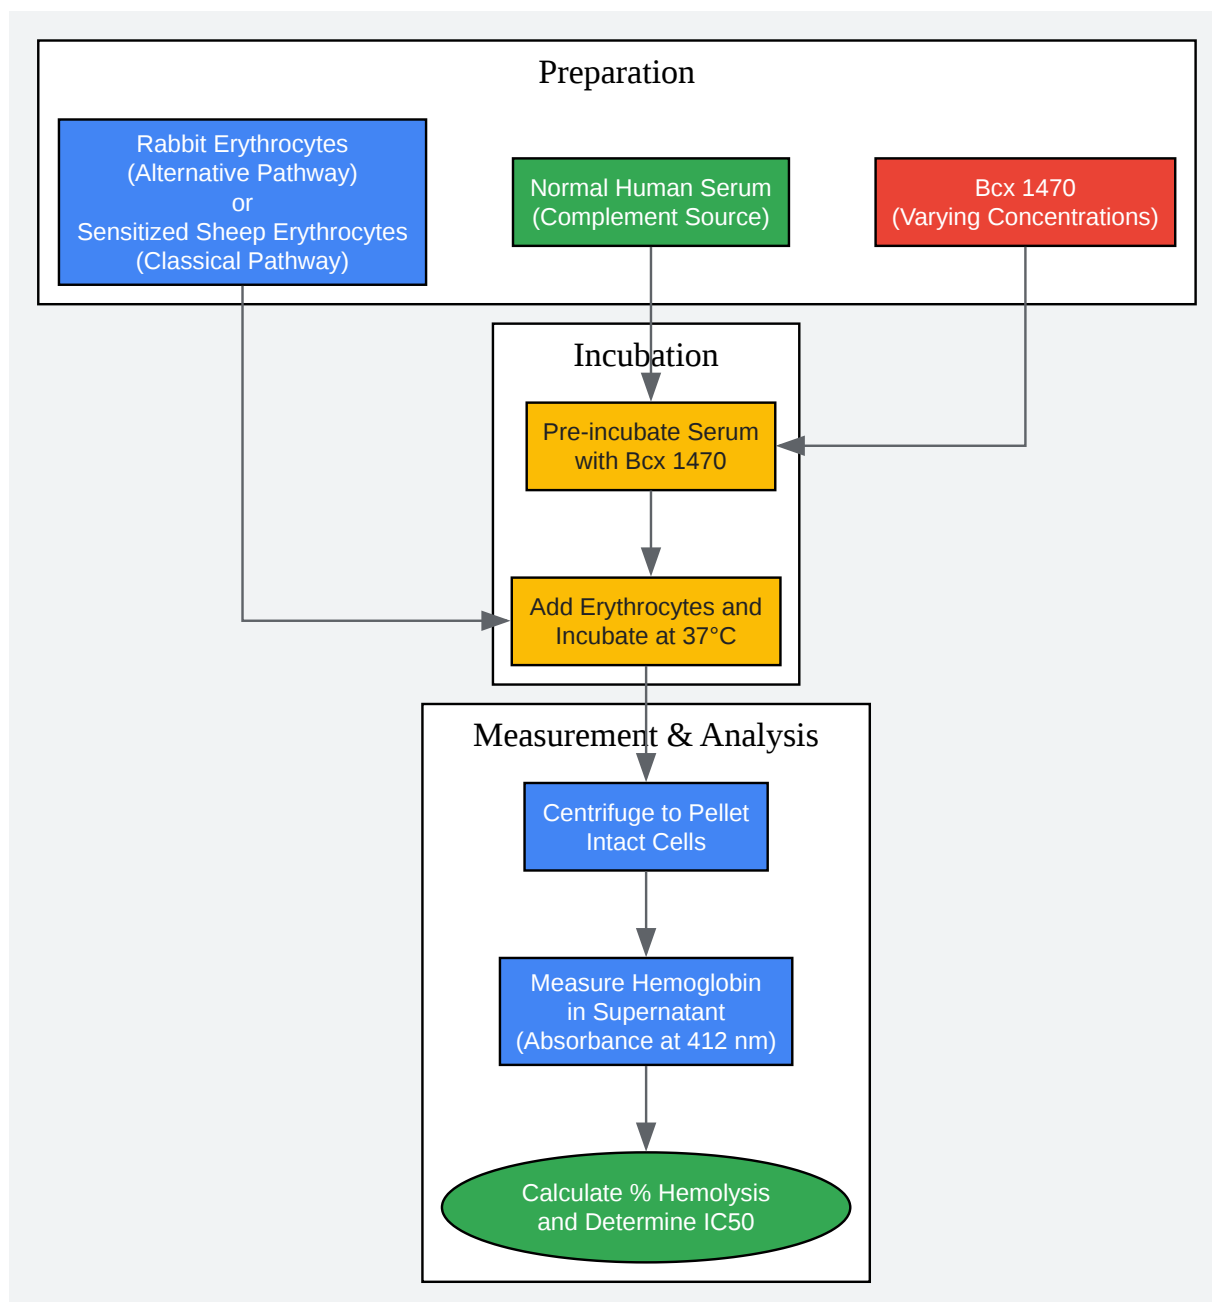 Preparation
Rabbit Erythrocytes
(Alternative Pathway)
or
Sensitized Sheep Erythrocytes
(Classical Pathway)
Normal Human Serum
(Complement Source)
Bcx 1470
(Varying Concentrations)
Incubation
Pre-incubate Serum
with Bcx 1470
Add Erythrocytes and
Incubate at 37°C
Measurement & Analysis
Centrifuge to Pellet
Intact Cells
Measure Hemoglobin
in Supernatant
(Absorbance at 412 nm)
Calculate % Hemolysis
and Determine IC50